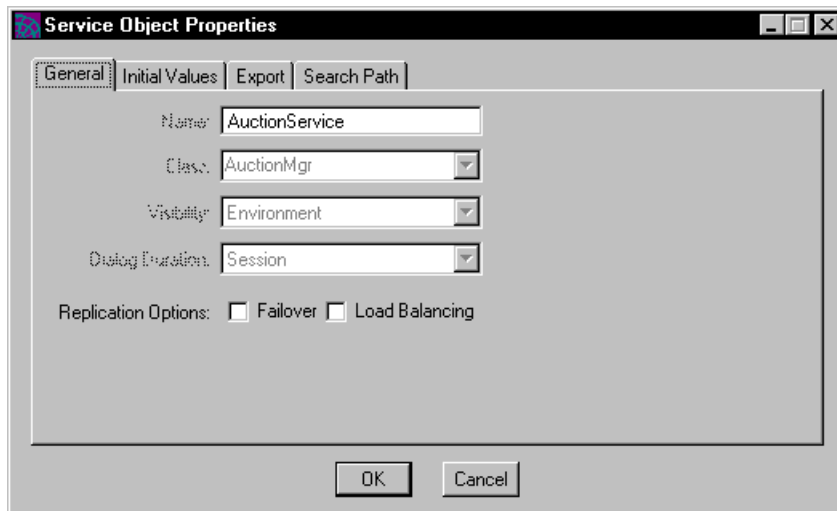 Service Object Properties
General Initial Values Export Search Path
Name: AuctionService
Class: AuctionMgr
Visibility: Environment
Dialog Duration: Session
Replication Options: Failover Load Balancing
OK Cancel